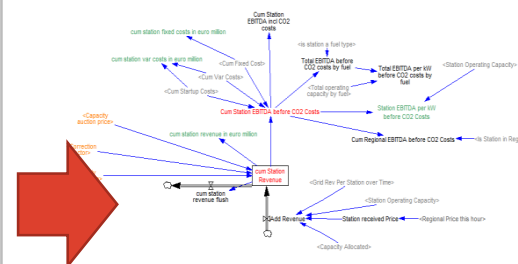 Cum Station
EBITDA incl CO2
costs
cum station fixed costs in euro million
<is station a fuel type>
cum station var costs in euro million
<Cum Fixed Cost>
Total EBITDA before
CO2 costs by fuel
Total EBITDA per kW
before CO2 costs by
fuel
<Station Operating Capacity>
<Cum Var Costs>
<Cum Startup Costs>
<Total operating
capacity by fuel>
Cum Station EBITDA before CO2 Costs
Station EBITDA per kW
before CO2 Costs
<Capacity
auction price>
cum station revenue in euro million
Cum Regional EBITDA before CO2 Costs
<Is Station in Reg
cum Station
Revenue
cum station
revenue flush
<Grid Rev Per Station over Time>
<Station Operating Capacity>
Add Revenue
Station received Price
<Regional Price this hour>
<Capacity Allocated>